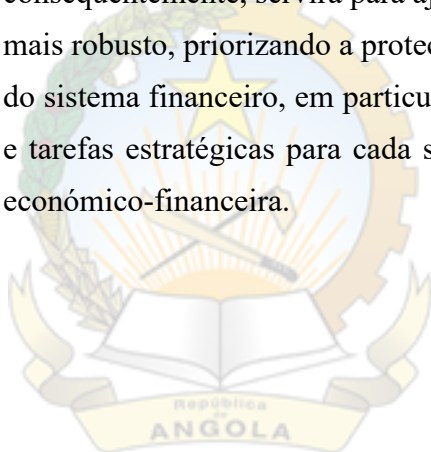 consequentemente, servirá para aj
mais robusto, priorizando a protec
do sistema financeiro, em particu
e tarefas estratégicas para cada s
económico-financeira.
República
de
ANGOLA